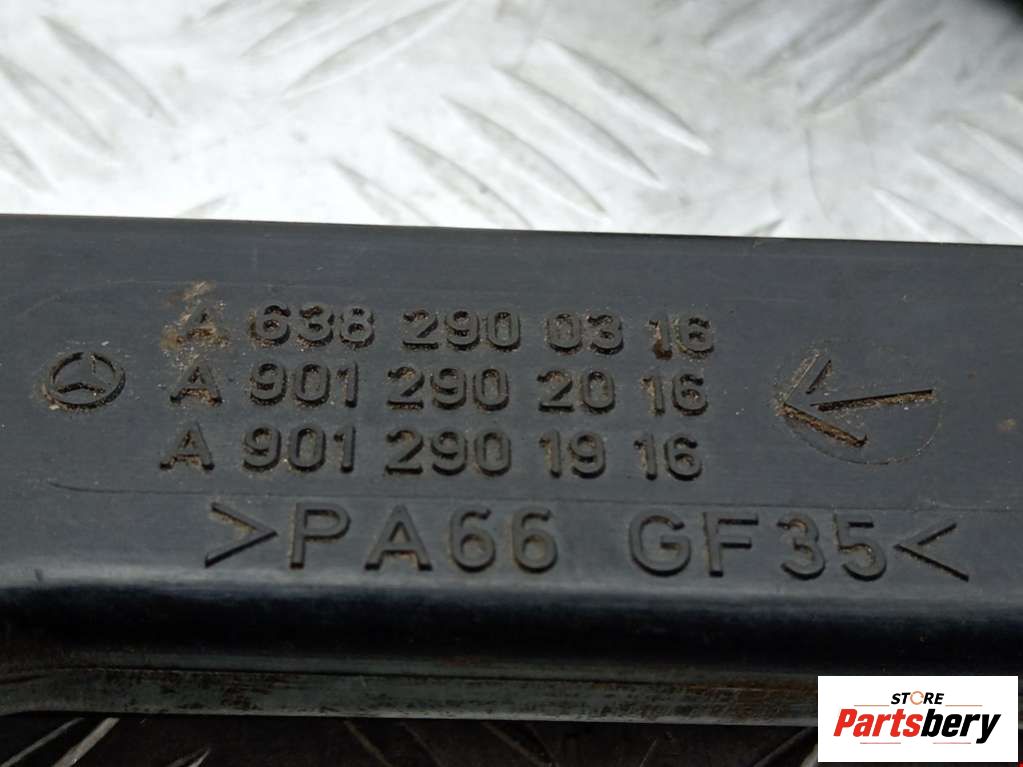 A 638 290 03 16
A 901 290 20 16
A 901 290 19 16
>PA66 GF35<
STORE
Partsbery